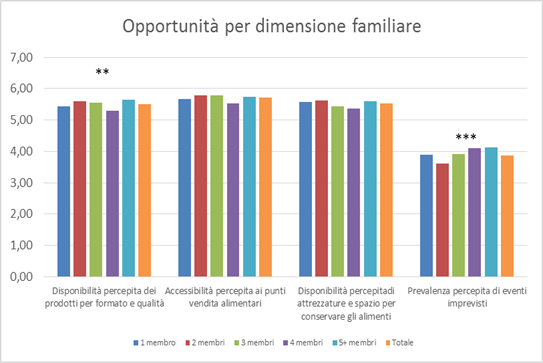 Opportunità per dimensione familiare
7,00
6,00
5,00
4,00
3,00
2,00
1,00
0,00
**
***
Disponibilità percepita dei
prodotti per formato e qualità
Accessibilità percepita ai punti
vendita alimentari
Disponibilità percepitadi
attrezzature e spazio per
conservare gli alimenti
Prevalenza percepita di eventi
imprevisti
1 membro 2 membri 3 membri 4 membri 5+ membri Totale